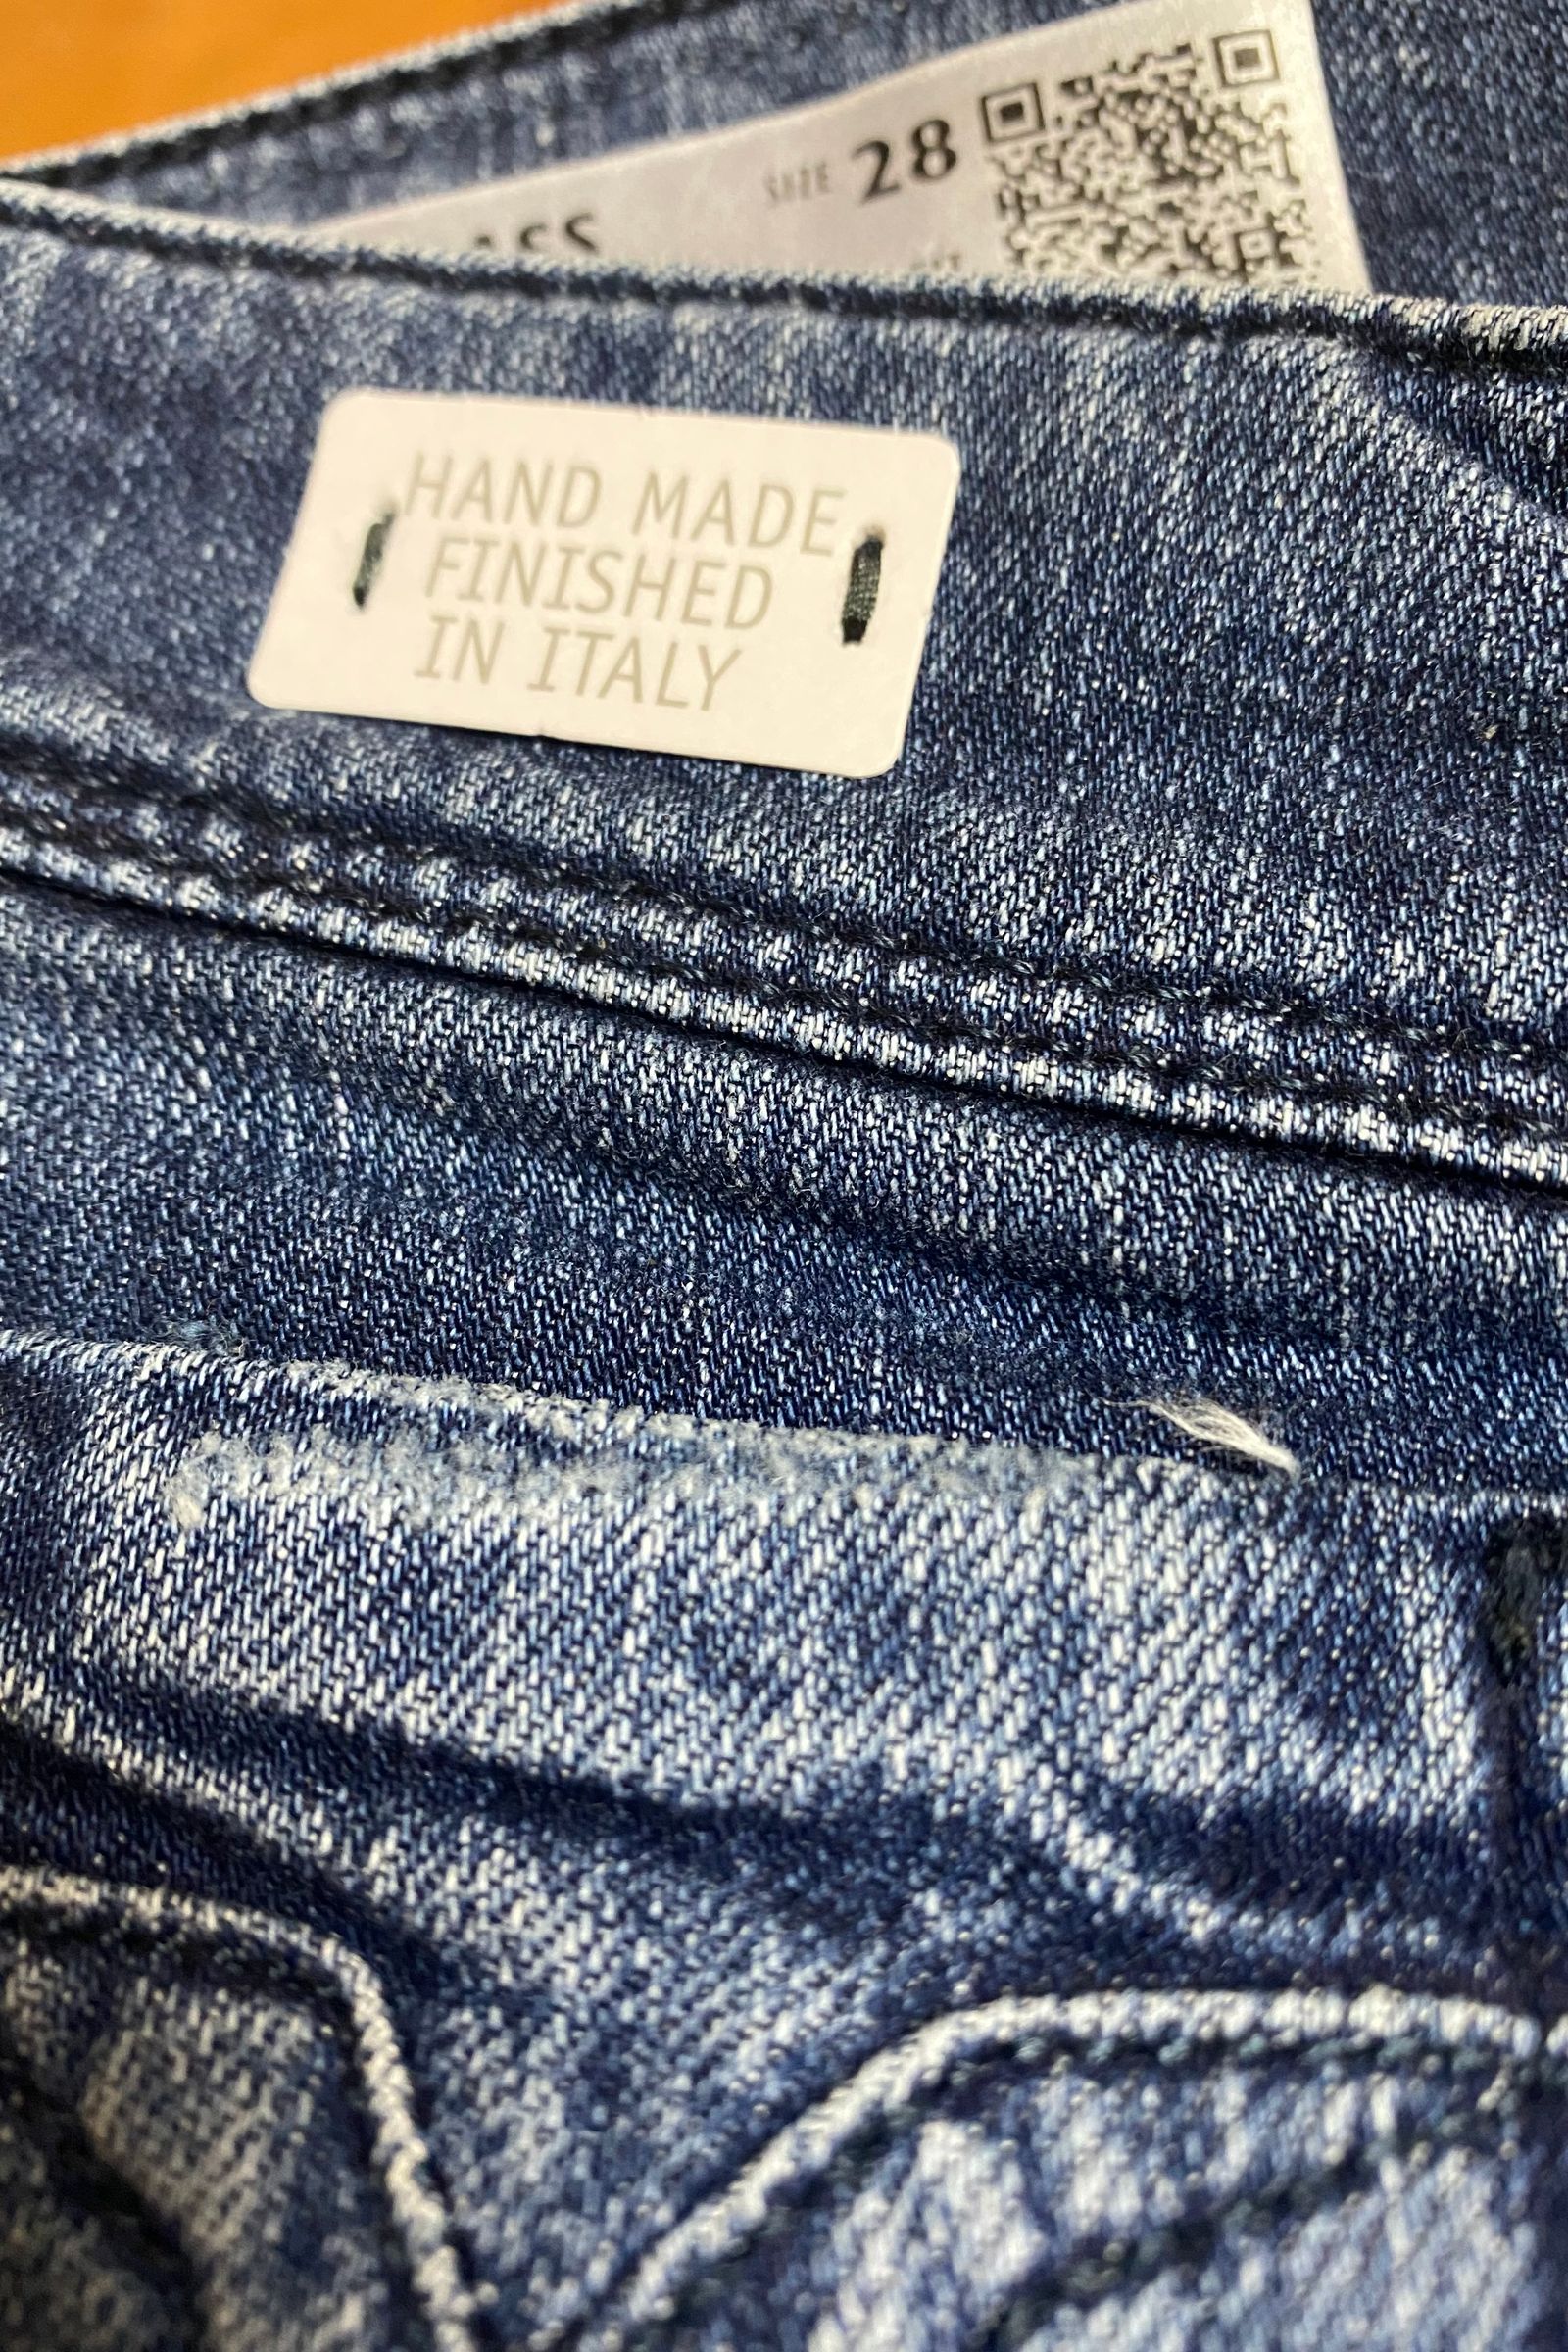 SIZE 28
HAND MADE
FINISHED
IN ITALY